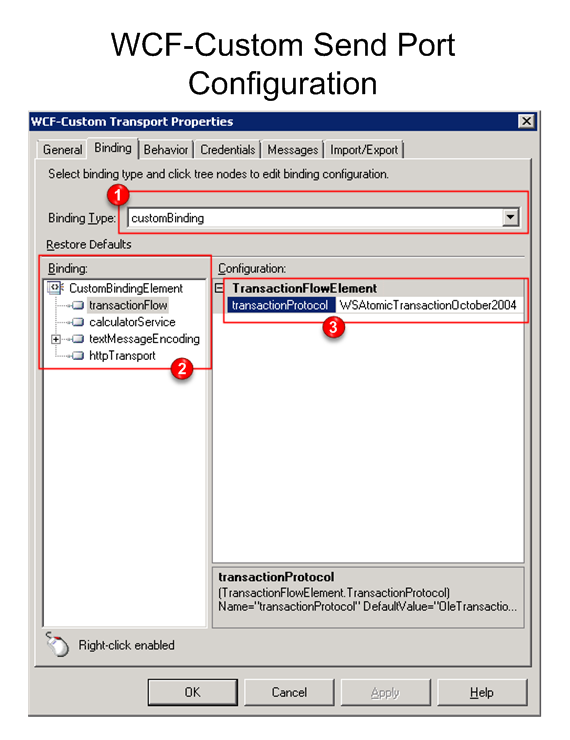 WCF-Custom Send Port
Configuration
WCF-Custom Transport Properties
General Binding Behavior Credentials Messages Import/Export
Select binding type and click tree nodes to edit binding configuration.
1
Binding Type: customBinding
Restore Defaults
Binding:
CustomBindingElement
transactionFlow
calculatorService
textMessageEncoding
httpTransport
2
Configuration:
TransactionFlowElement
transactionProtocol WSAtomicTransactionOctober2004
3
transactionProtocol
(TransactionFlowElement.TransactionProtocol)
Name="transactionProtocol" DefaultValue="OleTransactio...
Right-click enabled
OK Cancel Apply Help